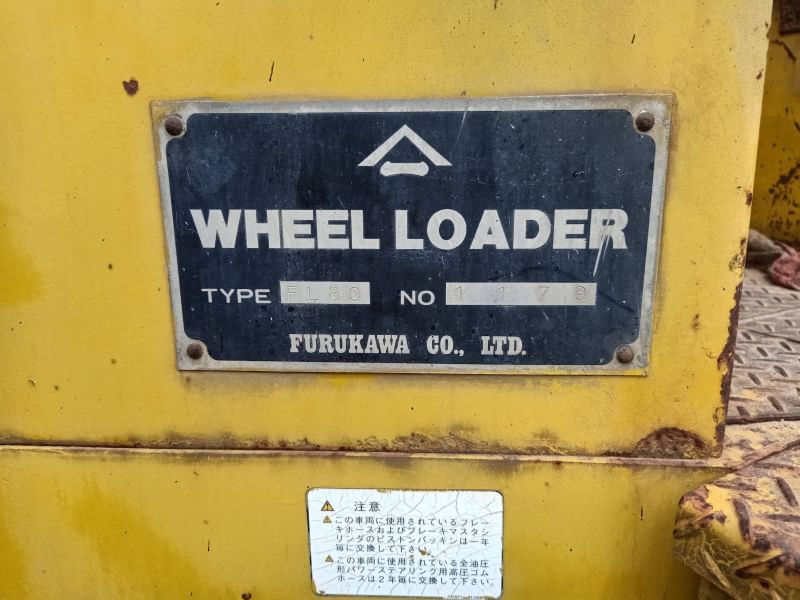 WHEEL LOADER
TYPE FL80 NO 1179
FURUKAWA CO., LTD.
注意
この車両に使用されているブレー
キホースおよびブレーキマスタシ
リンダのピストンパッキンは一年
毎に交換して下さい。
この車両に使用されている全油圧
形パワーステアリング用高圧ゴム
ホースは2年毎に交換して下さい。